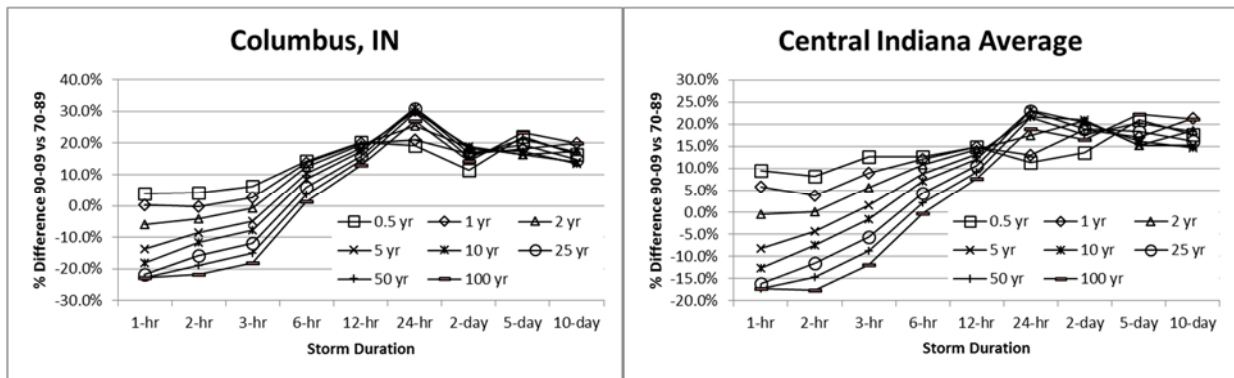 Columbus, IN
% Difference 90-09 vs 70-89
40.0%
30.0%
20.0%
10.0%
0.0%
-10.0%
-20.0%
-30.0%
0.5 yr 1 yr 2 yr
5 yr 10 yr 25 yr
50 yr 100 yr
1-hr 2-hr 3-hr 6-hr 12-hr 24-hr 2-day 5-day 10-day
Storm Duration
Central Indiana Average
% Difference 90-09 vs 70-89
30.0%
25.0%
20.0%
15.0%
10.0%
5.0%
0.0%
-5.0%
-10.0%
-15.0%
-20.0%
0.5 yr 1 yr 2 yr
5 yr 10 yr 25 yr
50 yr 100 yr
1-hr 2-hr 3-hr 6-hr 12-hr 24-hr 2-day 5-day 10-day
Storm Duration